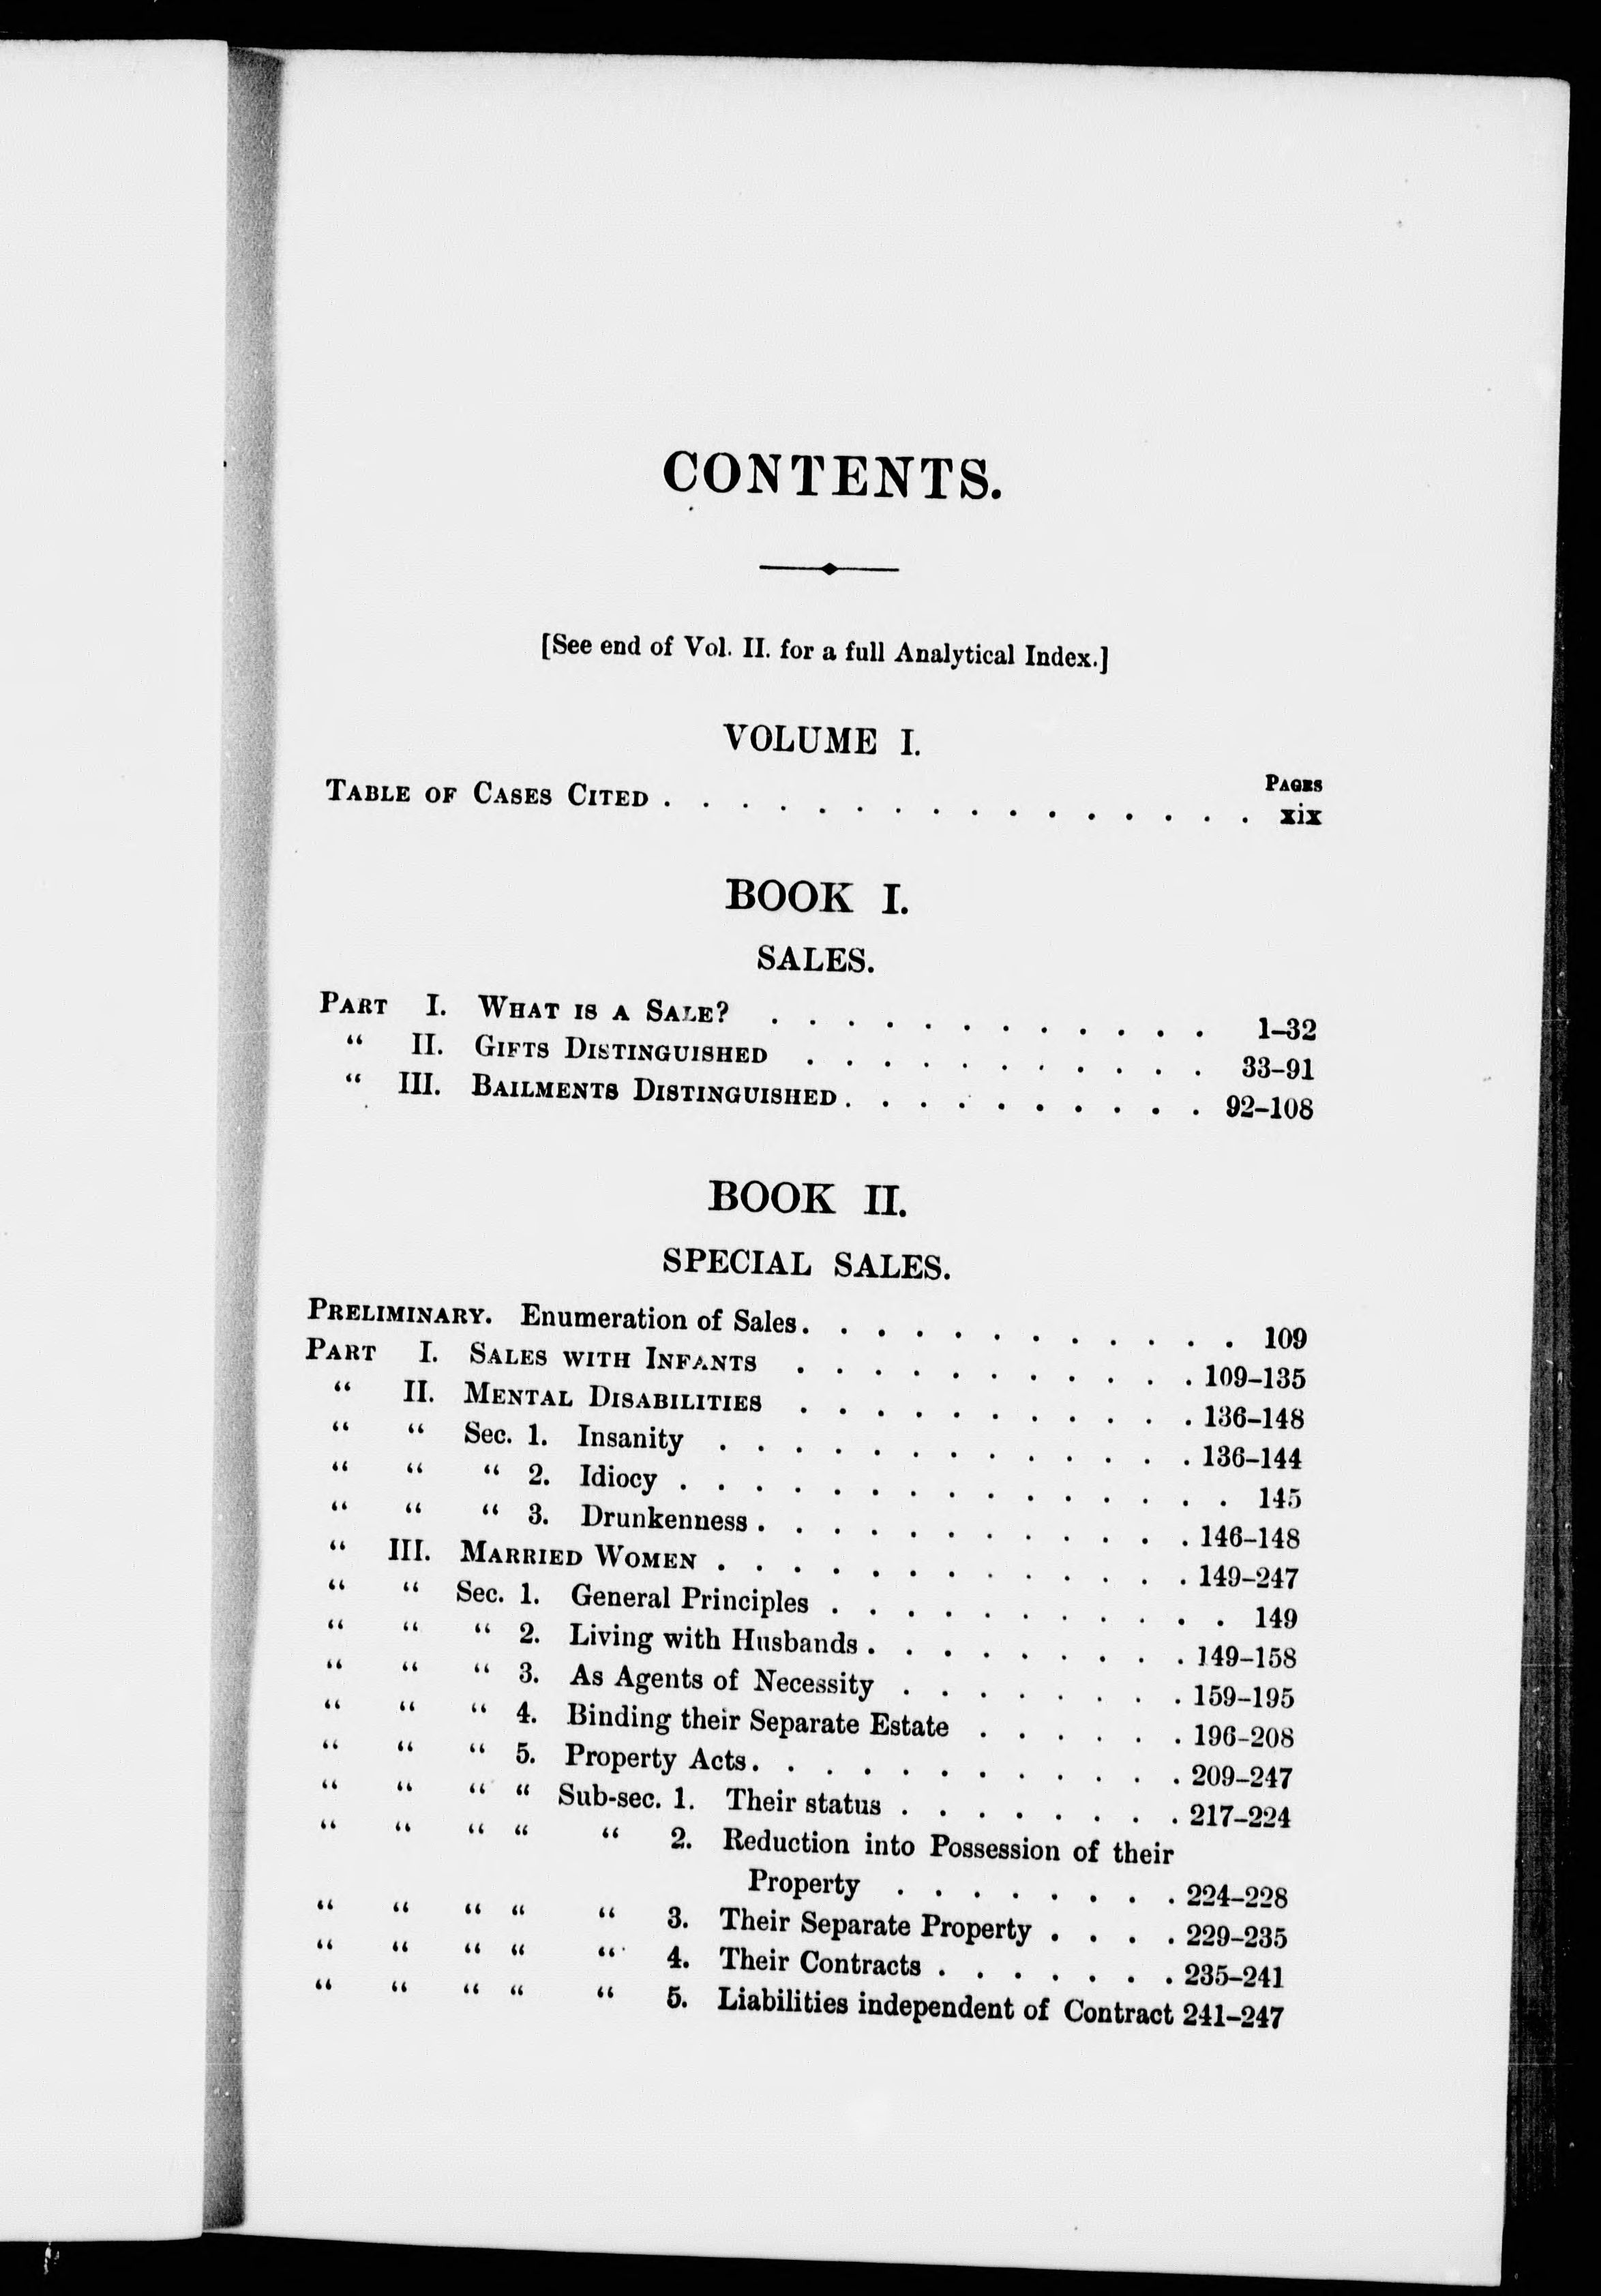 CONTENTS.
[See end of Vol. II. for a full Analytical Index.]
VOLUME I.
PAGES
TABLE OF CASES CITED . . . . . . . . . . . . . . . . xix
BOOK I.
SALES.
PART I. WHAT IS A SALE? . . . . . . . . . . . . 1–32
“ II. GIFTS DISTINGUISHED . . . . . . . . . . . 33–91
“ III. BAILMENTS DISTINGUISHED . . . . . . . . . . 92–108
BOOK II.
SPECIAL SALES.
PRELIMINARY. Enumeration of Sales . . . . . . . . . . . . 109
PART I. SALES WITH INFANTS . . . . . . . . . . . 109–135
“ II. MENTAL DISABILITIES . . . . . . . . . . . 136–148
“ “ Sec. 1. Insanity . . . . . . . . . . . . . 136–144
“ “ “ 2. Idiocy . . . . . . . . . . . . . . . 145
“ “ “ 3. Drunkenness . . . . . . . . . . . . 146–148
“ III. MARRIED WOMEN . . . . . . . . . . . . . 149–247
“ “ Sec. 1. General Principles . . . . . . . . . . . 149
“ “ “ 2. Living with Husbands . . . . . . . . . 149–158
“ “ “ 3. As Agents of Necessity . . . . . . . . 159–195
“ “ “ 4. Binding their Separate Estate . . . . . . 196–208
“ “ “ 5. Property Acts . . . . . . . . . . . . 209–247
“ “ “ “ Sub-sec. 1. Their status . . . . . . . . 217–224
“ “ “ “ “ 2. Reduction into Possession of their
Property . . . . . . . . 224–228
“ “ “ “ “ 3. Their Separate Property . . . . 229–235
“ “ “ “ “ 4. Their Contracts . . . . . . . 235–241
“ “ “ “ “ 5. Liabilities independent of Contract 241–247